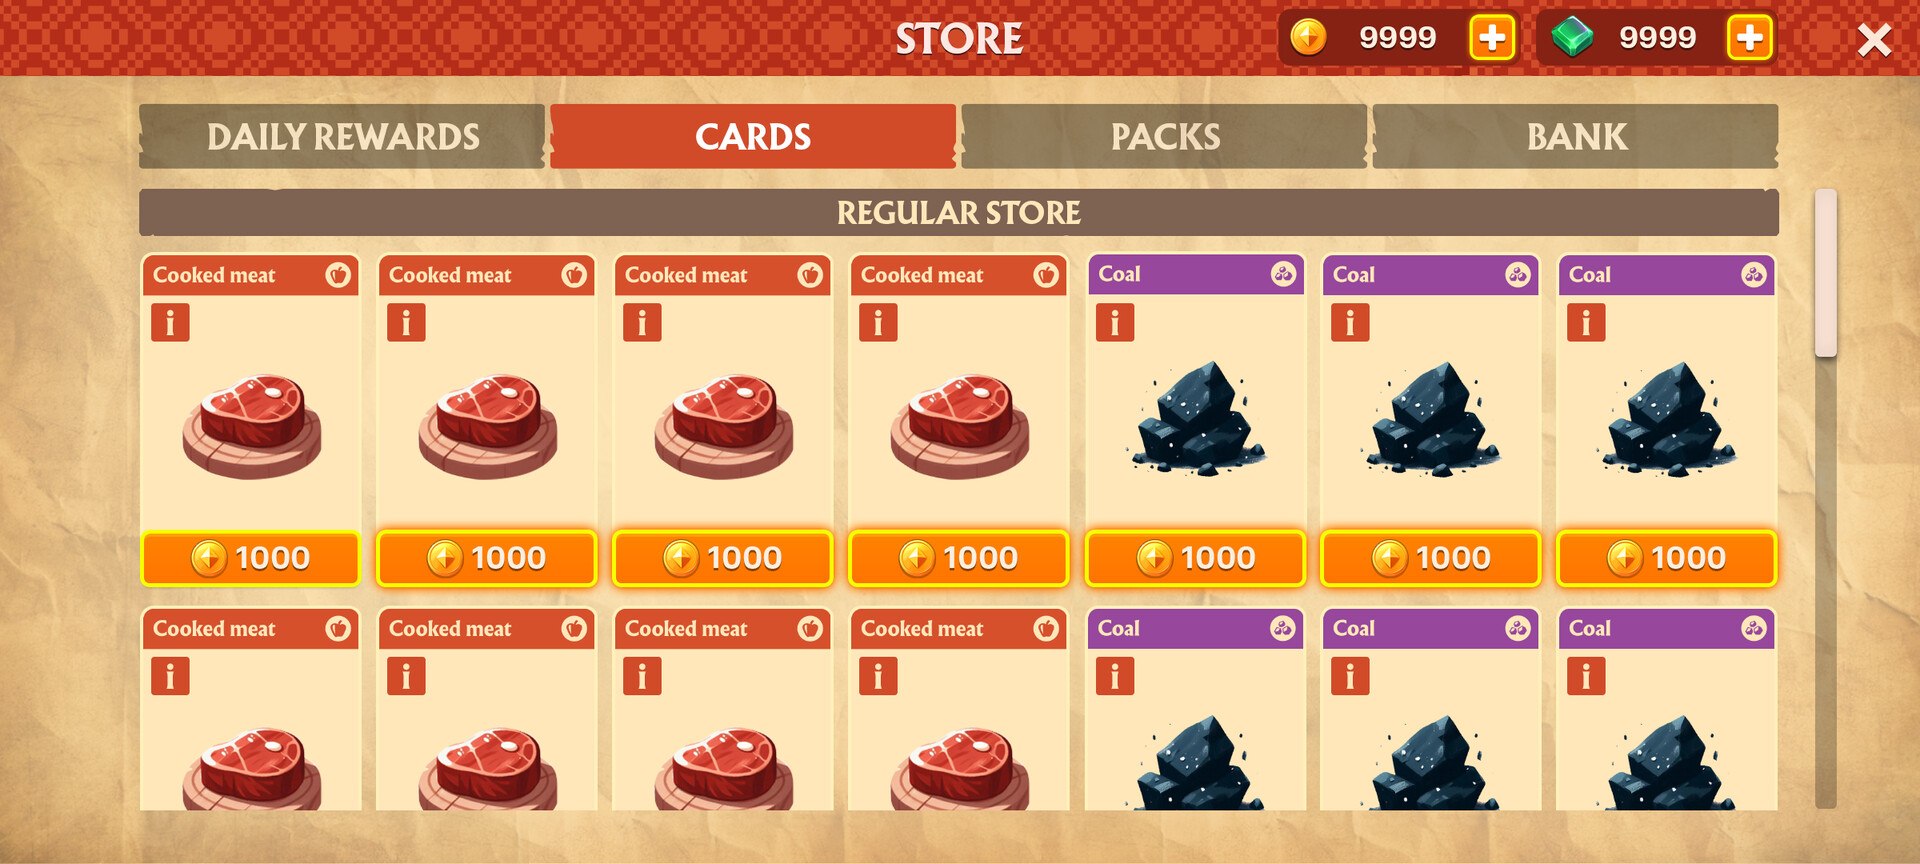 STORE
9999
9999
DAILY REWARDS
CARDS
PACKS
BANK
REGULAR STORE
Cooked meat
Cooked meat
Cooked meat
Cooked meat
Coal
Coal
Coal
i
i
i
i
i
i
i
1000
1000
1000
1000
1000
1000
1000
Cooked meat
Cooked meat
Cooked meat
Cooked meat
Coal
Coal
Coal
i
i
i
i
i
i
i